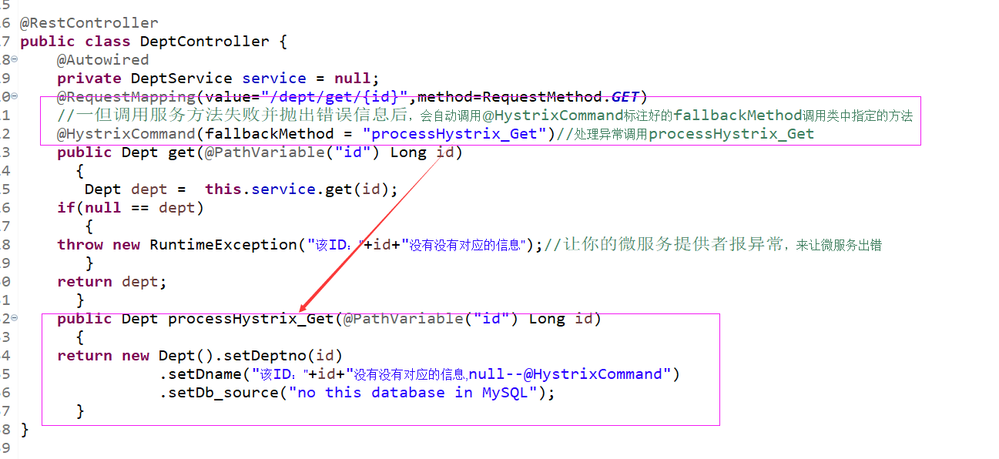 5
6 @RestController
7 public class DeptController {
8 @Autowired
9 private DeptService service = null;
0 @RequestMapping(value="/dept/get/{id}",method=RequestMethod.GET)
1 //一但调用服务方法失败并抛出错误信息后，会自动调用@HystrixCommand标注好的fallbackMethod调用类中指定的方法
2 @HystrixCommand(fallbackMethod = "processHystrix_Get")//处理异常调用processHystrix_Get
3 public Dept get(@PathVariable("id") Long id)
4 {
5 Dept dept =  this.service.get(id);
6 if(null == dept)
7 {
8 throw new RuntimeException("该ID："+id+"没有没有对应的信息");//让你的微服务提供者报异常，来让微服务出错
9 }
0 return dept;
1 }
2 public Dept processHystrix_Get(@PathVariable("id") Long id)
3 {
4 return new Dept().setDeptno(id)
5 .setDname("该ID："+id+"没有没有对应的信息,null--@HystrixCommand")
6 .setDb_source("no this database in MySQL");
7 }
8 }
9